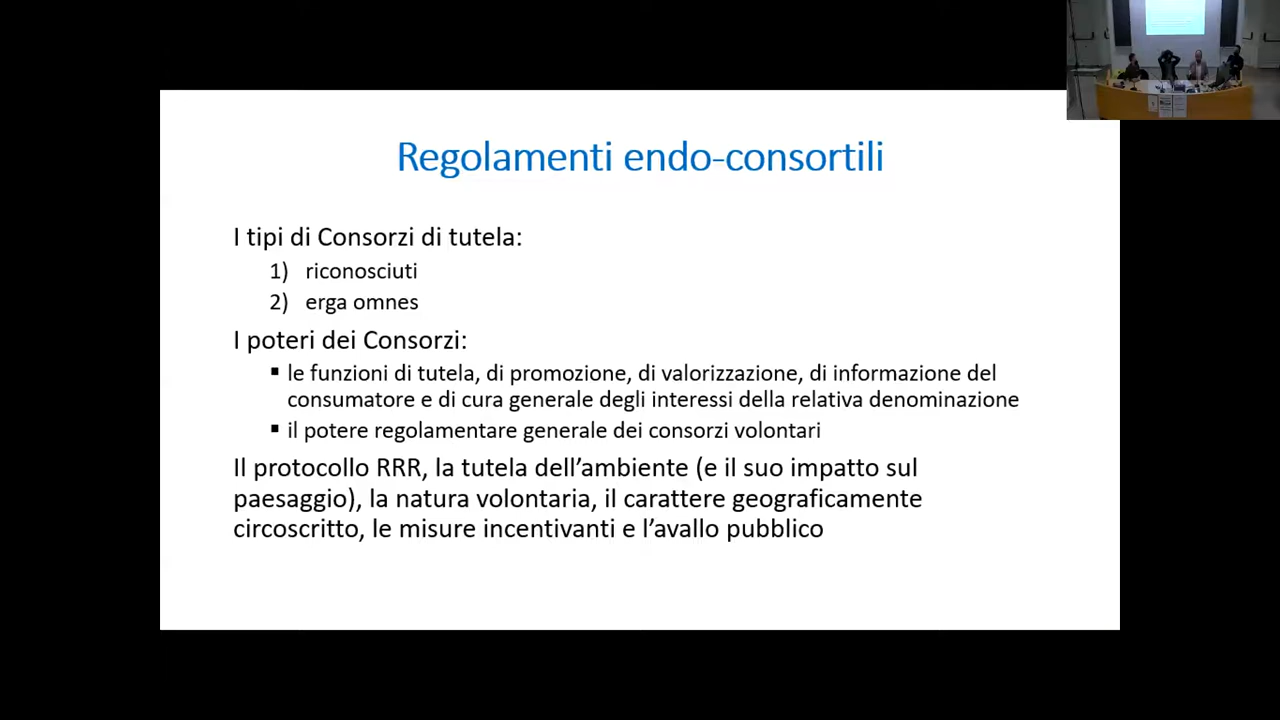 Regolamenti endo-consortili
I tipi di Consorzi di tutela:
1) riconosciuti
2) erga omnes
I poteri dei Consorzi:
▪ le funzioni di tutela, di promozione, di valorizzazione, di informazione del
consumatore e di cura generale degli interessi della relativa denominazione
▪ il potere regolamentare generale dei consorzi volontari
Il protocollo RRR, la tutela dell’ambiente (e il suo impatto sul
paesaggio), la natura volontaria, il carattere geograficamente
circoscritto, le misure incentivanti e l’avallo pubblico